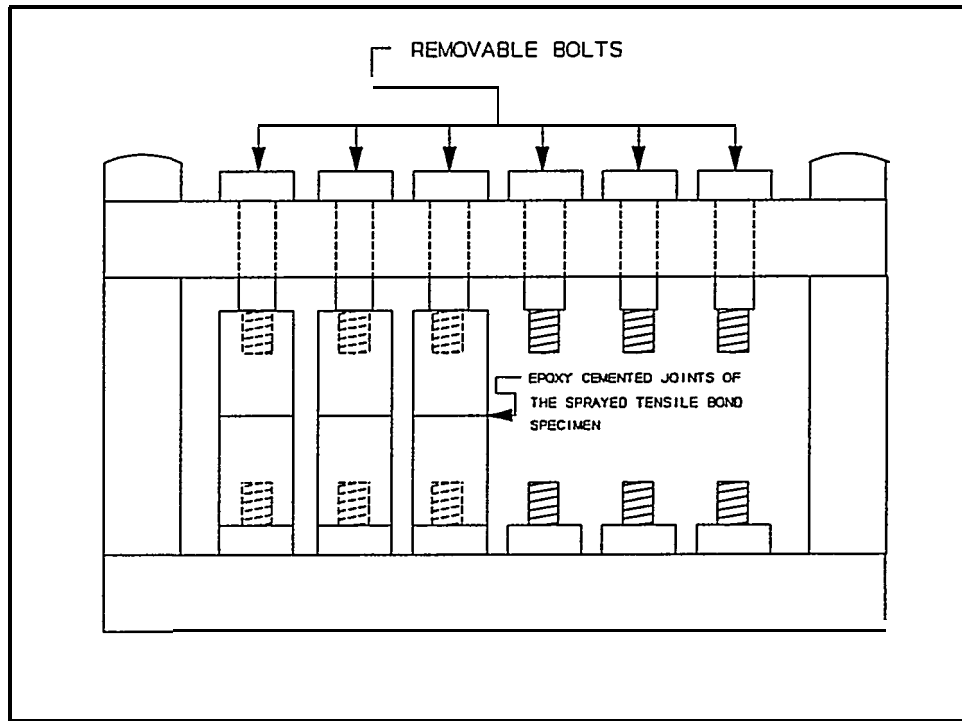 REMOVABLE BOLTS
EPOXY CEMENTED JOINTS OF
THE SPRAYED TENSILE BOND
SPECIMEN